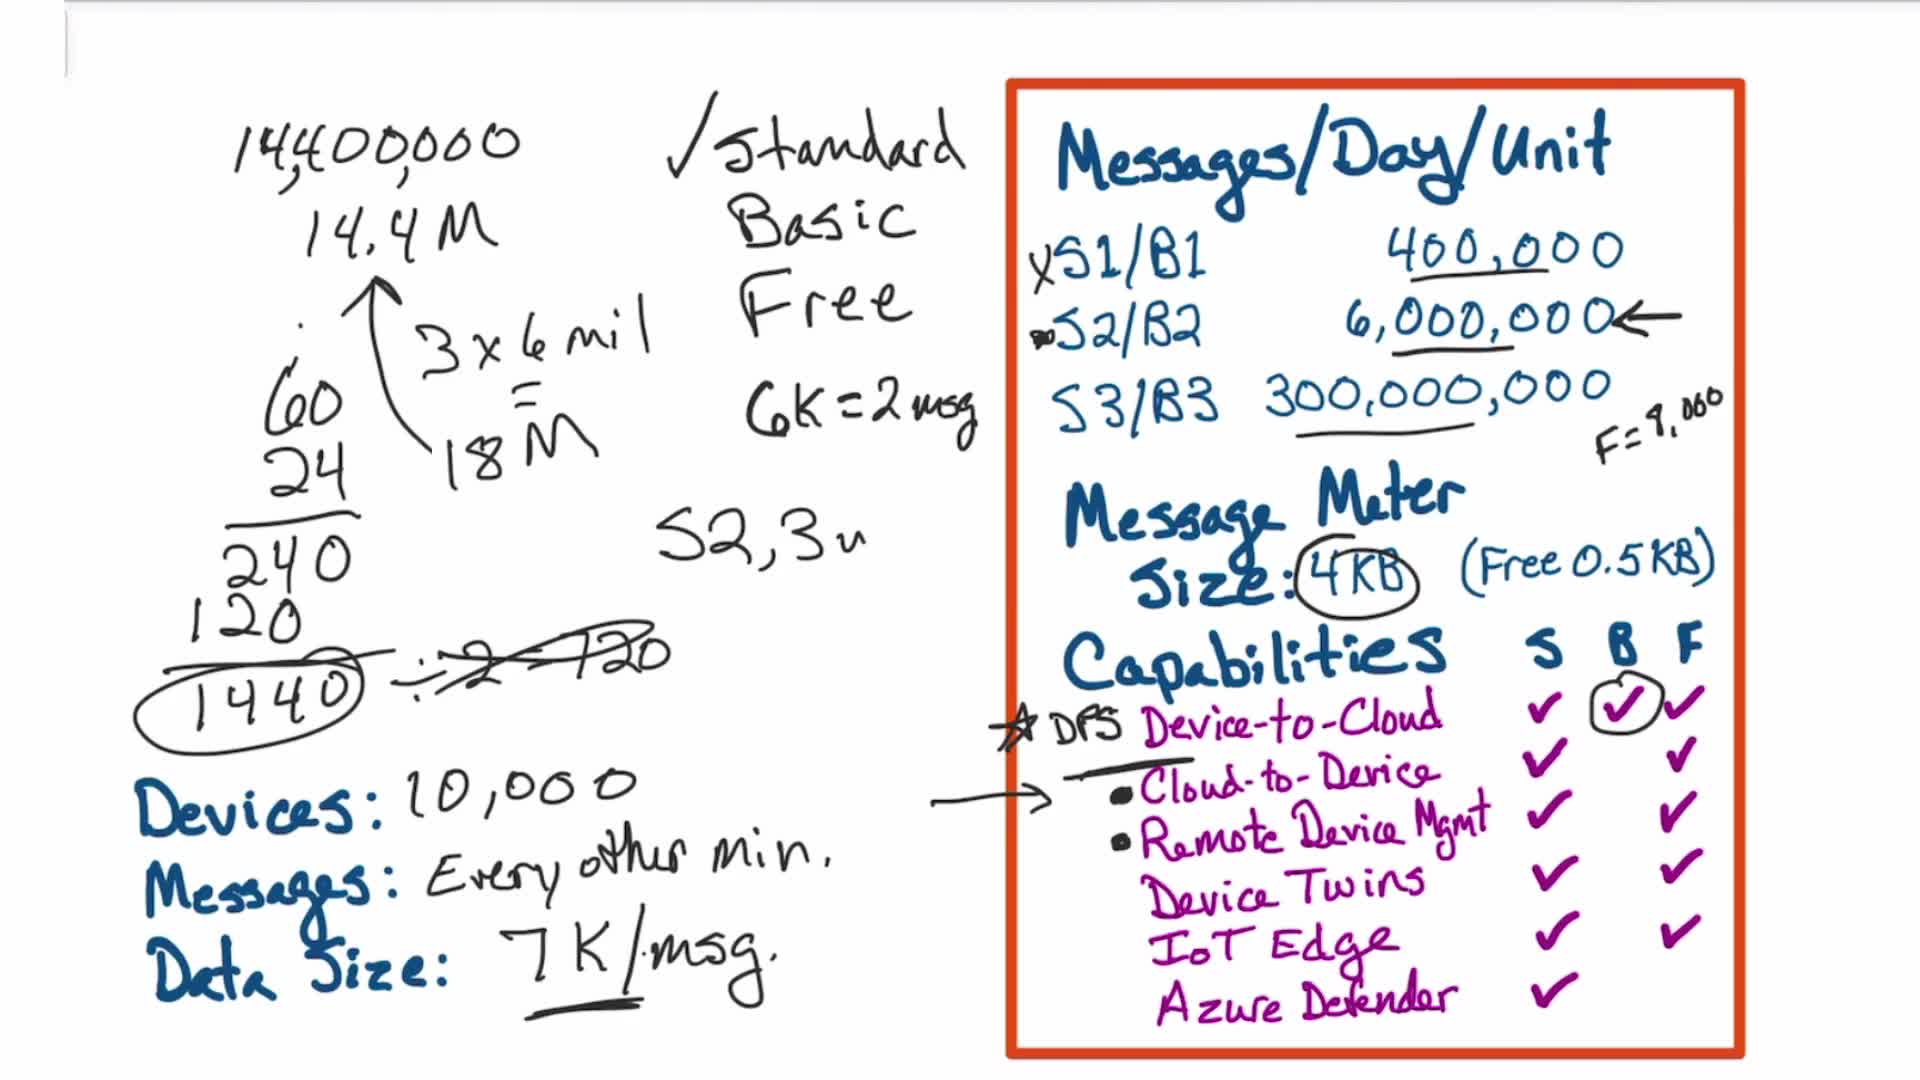 14,400,000
14.4 M
3 x 6 mil
=
18 M
60
24
240
120
1440 ÷ 2 = 720
Devices: 10,000
Messages: Every other min.
Data Size: 7K/msg.
✓ Standard
Basic
Free
6K = 2 msg
S2, 3u
Messages/Day/Unit
X S1/B1 400,000
S2/B2 6,000,000
S3/B3 300,000,000
F = 8,000
Message Meter
Size: 4KB (Free 0.5KB)
Capabilities S B F
DPS Device-to-Cloud ✓ ✓ ✓
Cloud-to-Device ✓ ✓
Remote Device Mgmt ✓ ✓
Device Twins ✓ ✓
IoT Edge ✓ ✓
Azure Defender ✓